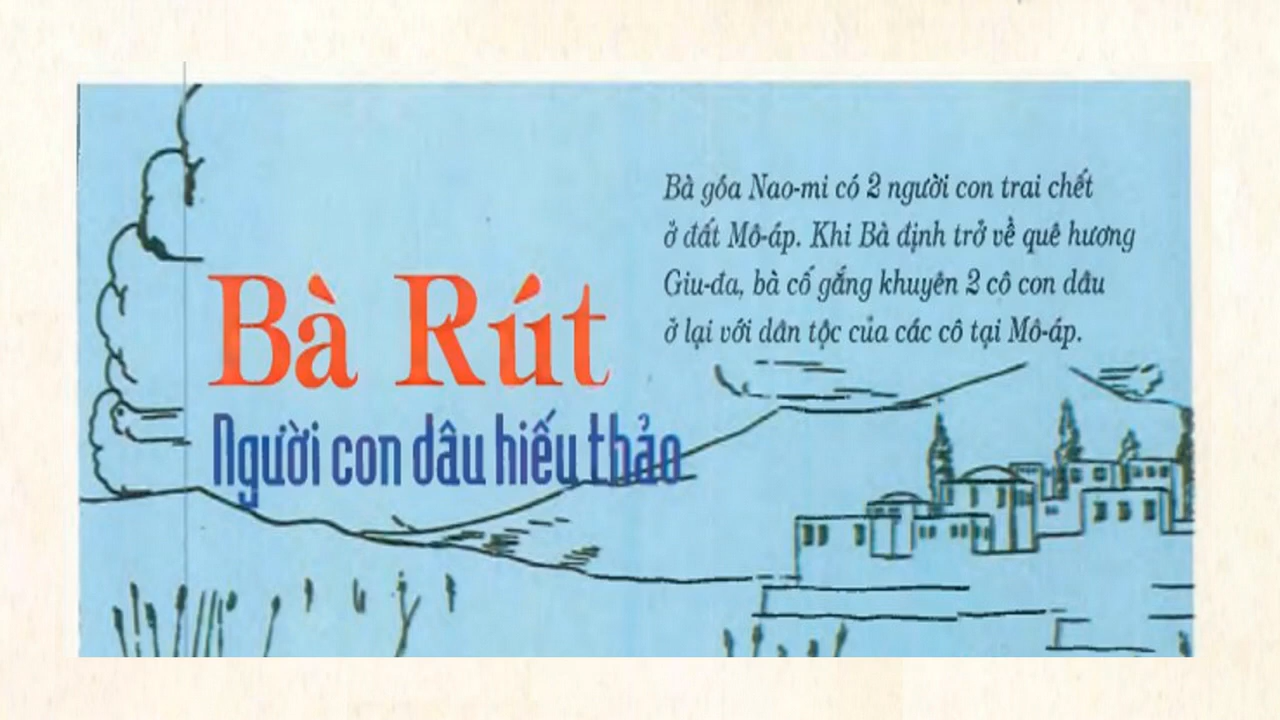 Bà góa Nao-mi có 2 người con trai chết
ở đất Mô-áp. Khi Bà định trở về quê hương
Giu-đa, bà cố gắng khuyên 2 cô con dâu
ở lại với dân tộc của các cô tại Mô-áp.
Bà Rút
Người con dâu hiếu thảo